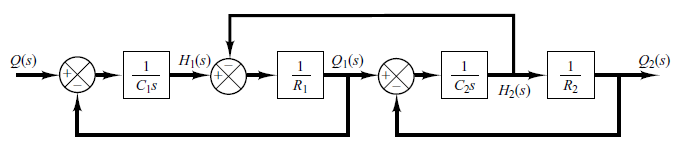 Q(s)
+
−
1
C₁s
H₁(s)
+
−
1
R₁
Q₁(s)
+
−
1
C₂s
H₂(s)
1
R₂
Q₂(s)